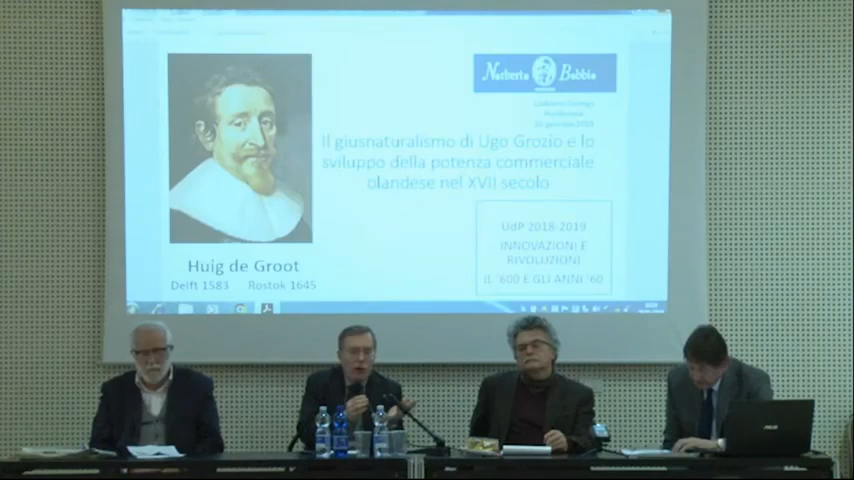 Norberto Bobbio
Il giusnaturalismo di Ugo Grozio e lo
sviluppo della potenza commerciale
olandese nel XVII secolo
UdP 2018-2019
INNOVAZIONI E
RIVOLUZIONI
IL '600 E GLI ANNI '60
Huig de Groot
Delft 1583 Rostok 1645
ASUS